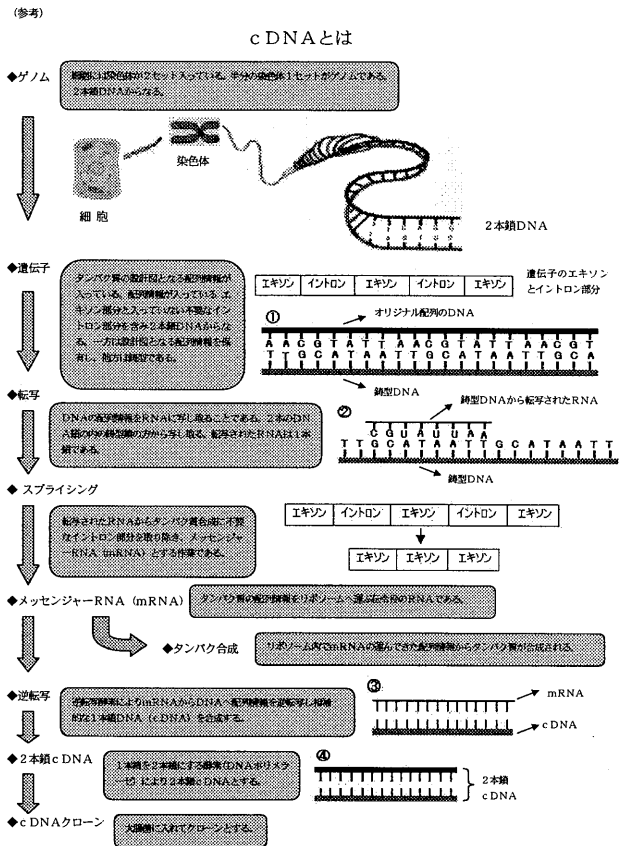 (参考)
cDNAとは
◆ゲノム
細胞には染色体が2セット入っている。半分の染色体1セットがゲノムである。
2本鎖DNAからなる。
染色体
細 胞
2本鎖DNA
◆遺伝子
タンパク質の設計図となる配列情報が
入っている。配列情報が入っている エ
キソン部分と入っていない不要なイント
ロン部分を含み2本鎖DNAからな
る。一方は設計図となる配列情報を保
有し、他方は鋳型である。
エキソン イントロン エキソン イントロン エキソン
遺伝子のエキソン
とイントロン部分
①
オリジナル配列のDNA
AACGTATTAACGTATTAACGT
TTGCATAATTGCATAATTGCA
鋳型DNA
◆転写
DNAの配列情報をRNAに写し取ることである。2本のDN
A鎖の内の鋳型鎖の方から写し取る。転写されたRNAは1本
鎖である。
②
鋳型DNAから転写されたRNA
CGUAUUAA
TTGCATAATTGCATAATT
鋳型DNA
◆ スプライシング
転写されたRNAからタンパク質合成に不要
なイントロン部分を取り除き、メッセンジャ
ーRNA (mRNA) とする作業である。
エキソン イントロン エキソン イントロン エキソン
エキソン エキソン エキソン
◆メッセンジャーRNA (mRNA)
タンパク質の配列情報をリボソームへ運ぶ伝令役のRNAである。
◆タンパク合成
リボソーム内でmRNAの運んできた配列情報からタンパク質が合成される。
◆逆転写
逆転写酵素によりmRNAからDNAへ配列情報を逆転写し相補
的な1本鎖DNA (cDNA) を合成する。
③
mRNA
cDNA
◆2本鎖cDNA
1本鎖を2本鎖にする酵素(DNAポリメラ
ーゼ)により2本鎖cDNAとする。
④
2本鎖
cDNA
◆cDNAクローン
大腸菌に入れてクローンとする。